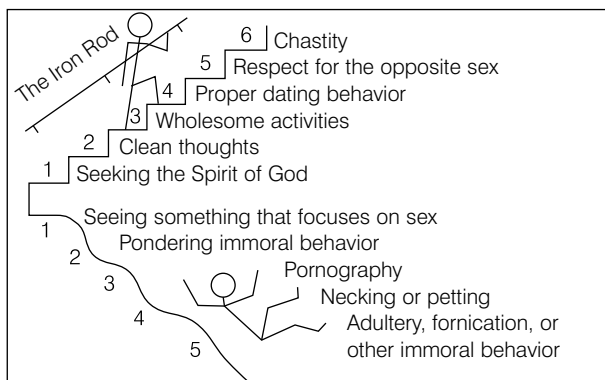 The Iron Rod
6 Chastity
5 Respect for the opposite sex
4 Proper dating behavior
3 Wholesome activities
2 Clean thoughts
1 Seeking the Spirit of God
1 Seeing something that focuses on sex
2 Pondering immoral behavior
3 Pornography
4 Necking or petting
5 Adultery, fornication, or
other immoral behavior